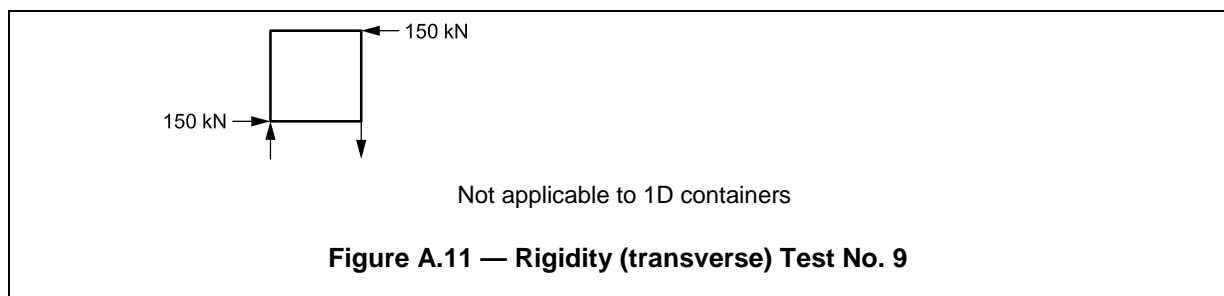 150 kN
150 kN
Not applicable to 1D containers
Figure A.11 — Rigidity (transverse) Test No. 9